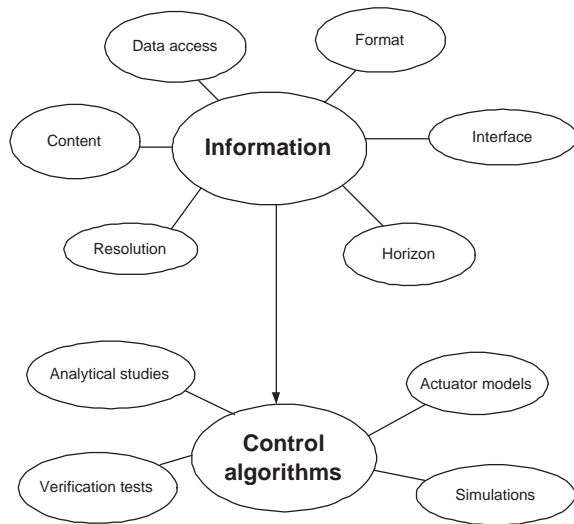 Data access
Format
Content
Information
Interface
Resolution
Horizon
Analytical studies
Actuator models
Control
algorithms
Verification tests
Simulations